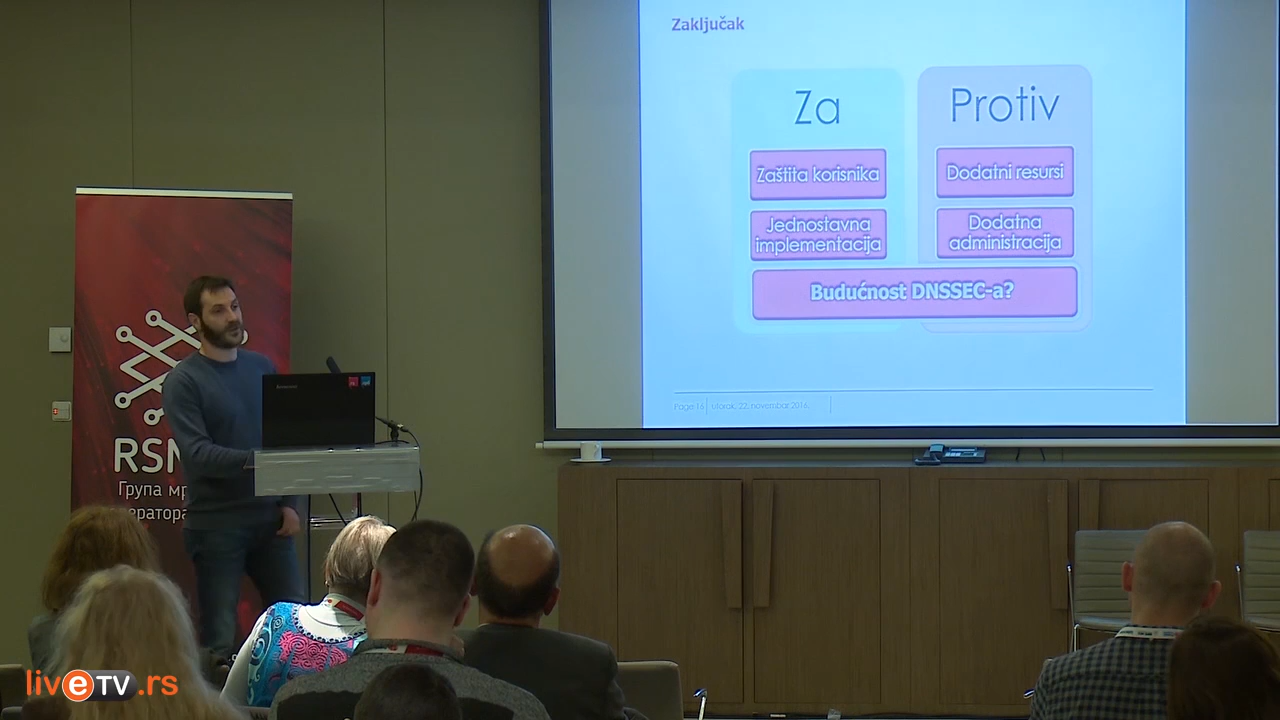 Zaključak
Za
Protiv
Zaštita korisnika
Dodatni resursi
Jednostavna
implementacija
Dodatna
administracija
Budućnost DNSSEC-a?
Page 16
utorak, 22. novembar 2016.
RSN
Група
livetv.rs